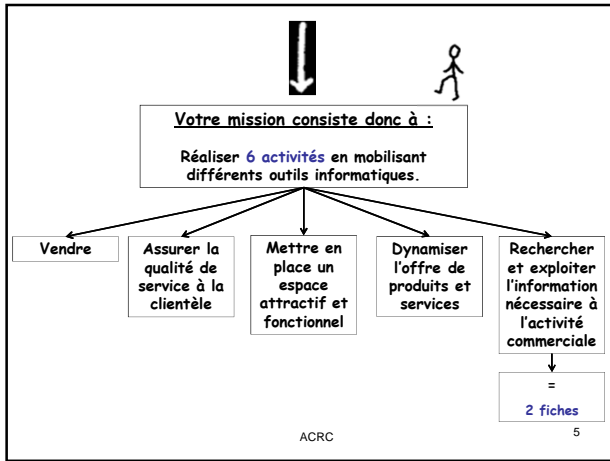 Votre mission consiste donc à :
Réaliser 6 activités en mobilisant
différents outils informatiques.
Vendre
Assurer la
qualité de
service à la
clientèle
Mettre en
place un
espace
attractif et
fonctionnel
Dynamiser
l'offre de
produits et
services
Rechercher
et exploiter
l'information
nécessaire à
l'activité
commerciale
=
2 fiches
ACRC
5